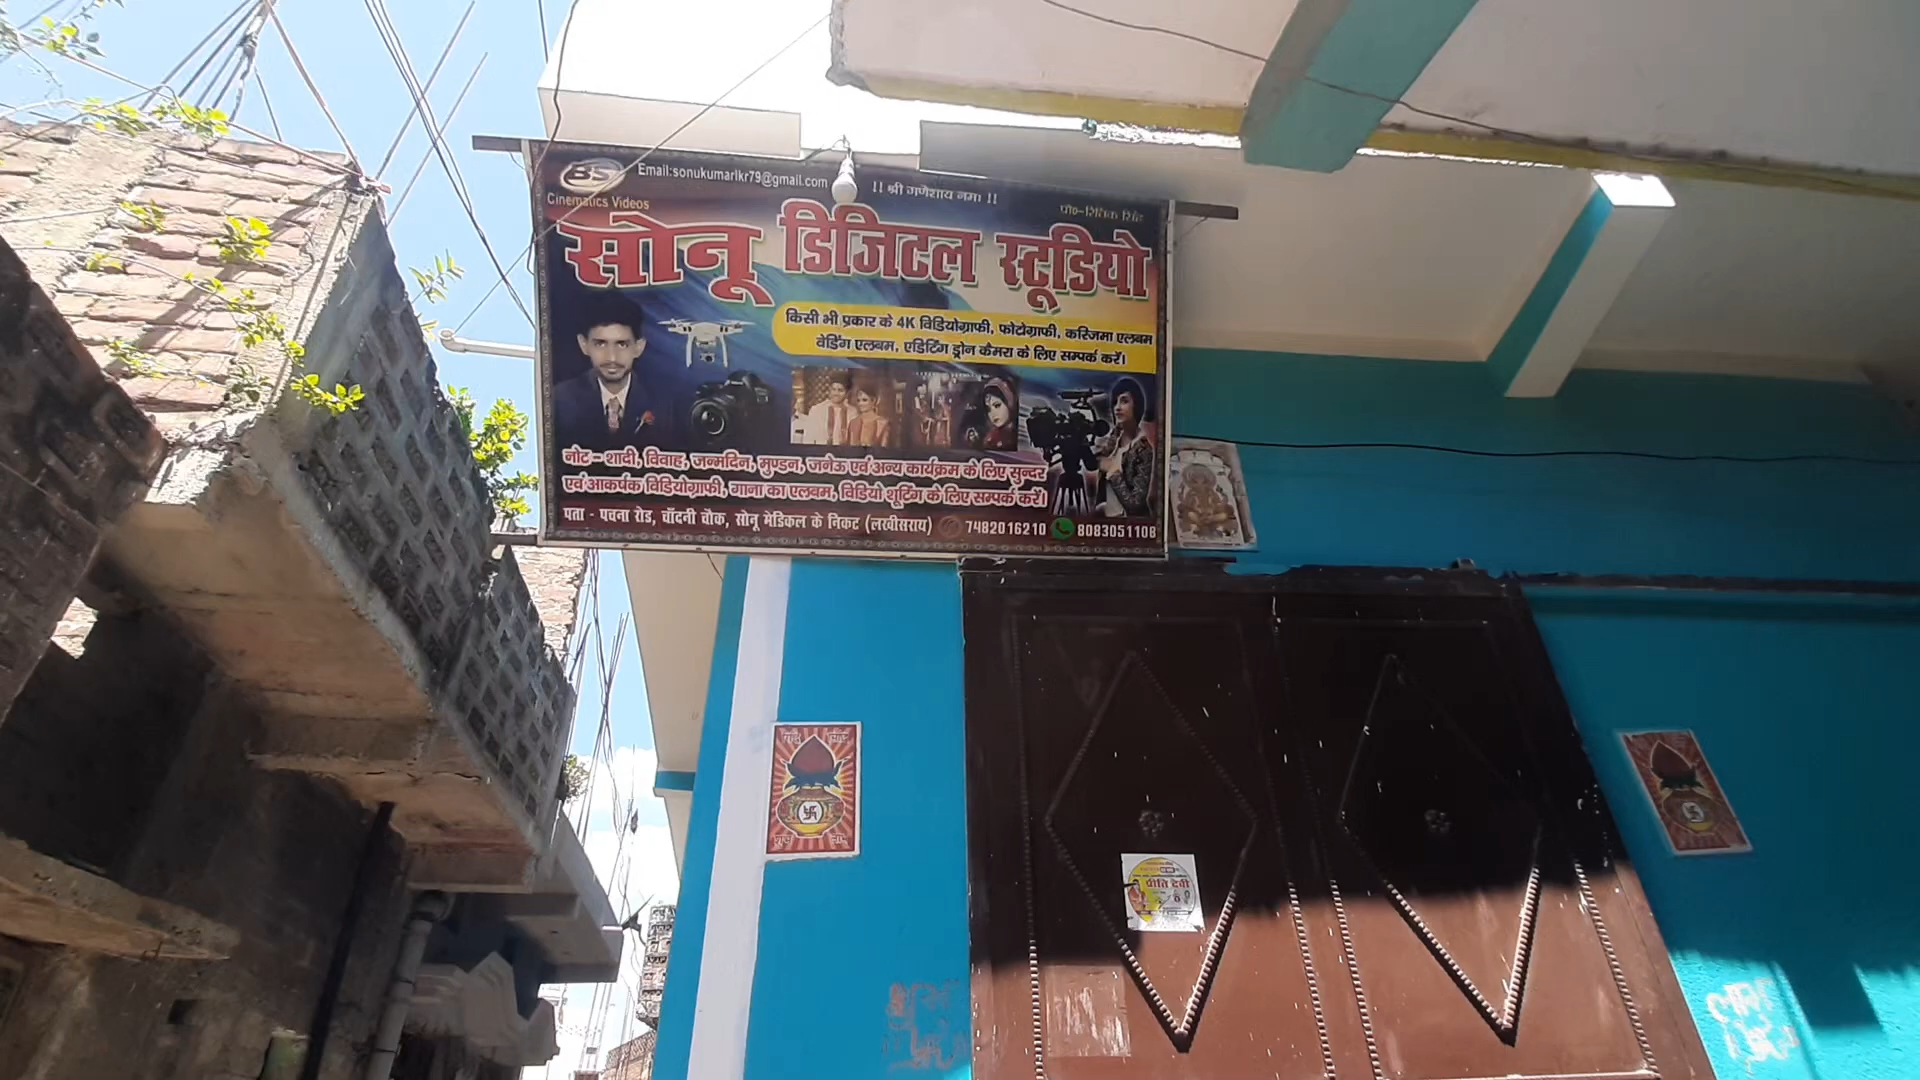 BS
Email:sonukumarlkr79@gmail.com
!! श्री गणेशाय नमः !!
Cinematics Videos
प्रो०-रितिक सिंह
सोनू डिजिटल स्टूडियो
किसी भी प्रकार के 4K विडियोग्राफी, फोटोग्राफी, करिज्मा एलबम
वेडिंग एलबम, एडिटिंग ड्रोन कैमरा के लिए सम्पर्क करें।
नोट - शादी, विवाह, जन्मदिन, मुण्डन, जनेऊ एवं अन्य कार्यक्रम के लिए सुन्दर
एवं आकर्षक विडियोग्राफी, गाना का एलबम, विडियो शूटिंग के लिए सम्पर्क करें।
पता - पचना रोड, चाँदनी चौक, सोनू मेडिकल के निकट (लखीसराय) 7482016210 8083051108
शुभ लाभ
प्रीति देवी